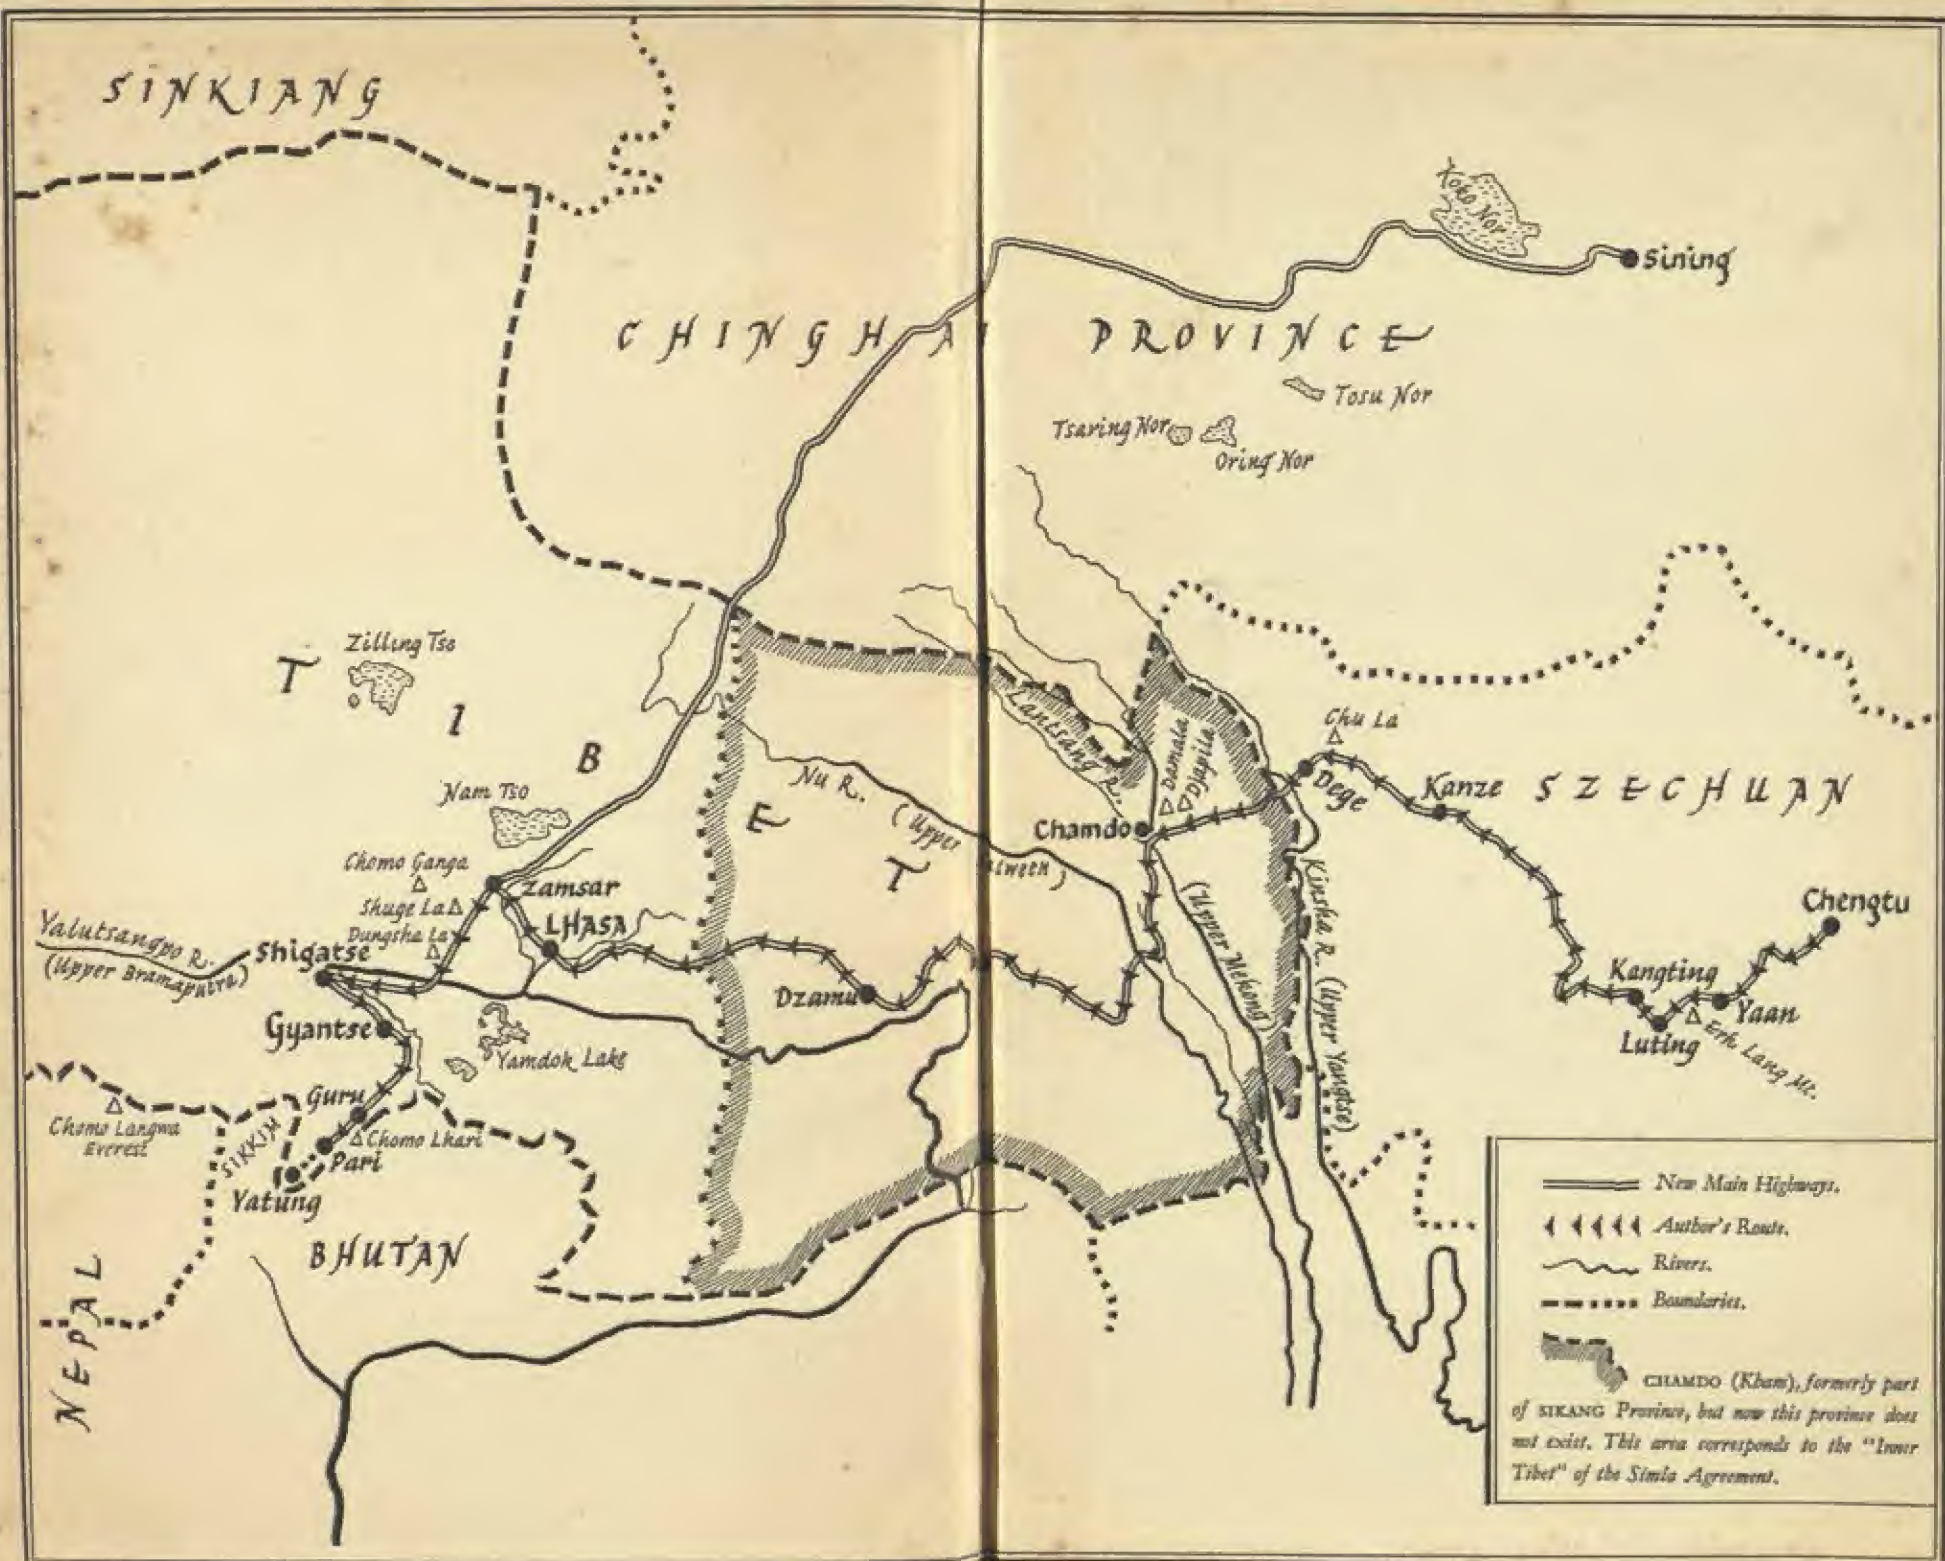 SINKIANG
Koko Nor
Sining
CHINGHAI PROVINCE
Tosu Nor
Tsaring Nor
Oring Nor
Zilling Tso
TIBET
Nam Tso
Chomo Ganga
Shuge La
Dungsha La
Zamsar
LHASA
Yalutsangpo R.
(Upper Bramaputra)
Shigatse
Gyantse
Yamdok Lake
Guru
Chomo Lhari
Pari
Yatung
SIKKIM
Chomo Langwa
Everest
NEPAL
BHUTAN
Nu R.
(Upper
lween)
Lantsang R.
(Upper Mekong)
Damala
Djapila
Chamdo
Dzamu
Chu La
Dege
Kanze
SZECHUAN
Kinsha R. (Upper Yangtse)
Chengtu
Kangting
Yaan
Luting
Erh Lang Mt.
New Main Highways.
Author's Route.
Rivers.
Boundaries.
CHAMDO (Kham), formerly part
of SIKANG Province, but now this province does
not exist. This area corresponds to the "Inner
Tibet" of the Simla Agreement.